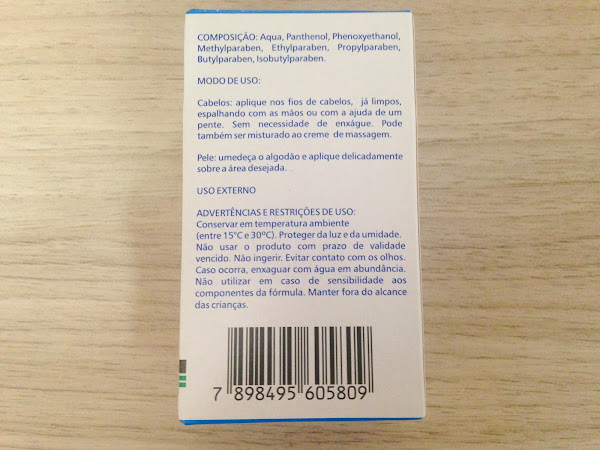 COMPOSIÇÃO: Aqua, Panthenol, Phenoxyethanol,
Methylparaben, Ethylparaben, Propylparaben,
Butylparaben, Isobutylparaben.
MODO DE USO:
Cabelos: aplique nos fios de cabelos, já limpos,
espalhando com as mãos ou com a ajuda de um
pente. Sem necessidade de enxágue. Pode
também ser misturado ao creme de massagem.
Pele: umedeça o algodão e aplique delicadamente
sobre a área desejada.
USO EXTERNO
ADVERTÊNCIAS E RESTRIÇÕES DE USO:
Conservar em temperatura ambiente
(entre 15ºC e 30ºC). Proteger da luz e da umidade.
Não usar o produto com prazo de validade
vencido. Não ingerir. Evitar contato com os olhos.
Caso ocorra, enxaguar com água em abundância.
Não utilizar em caso de sensibilidade aos
componentes da fórmula. Manter fora do alcance
das crianças.
7 898495 605809